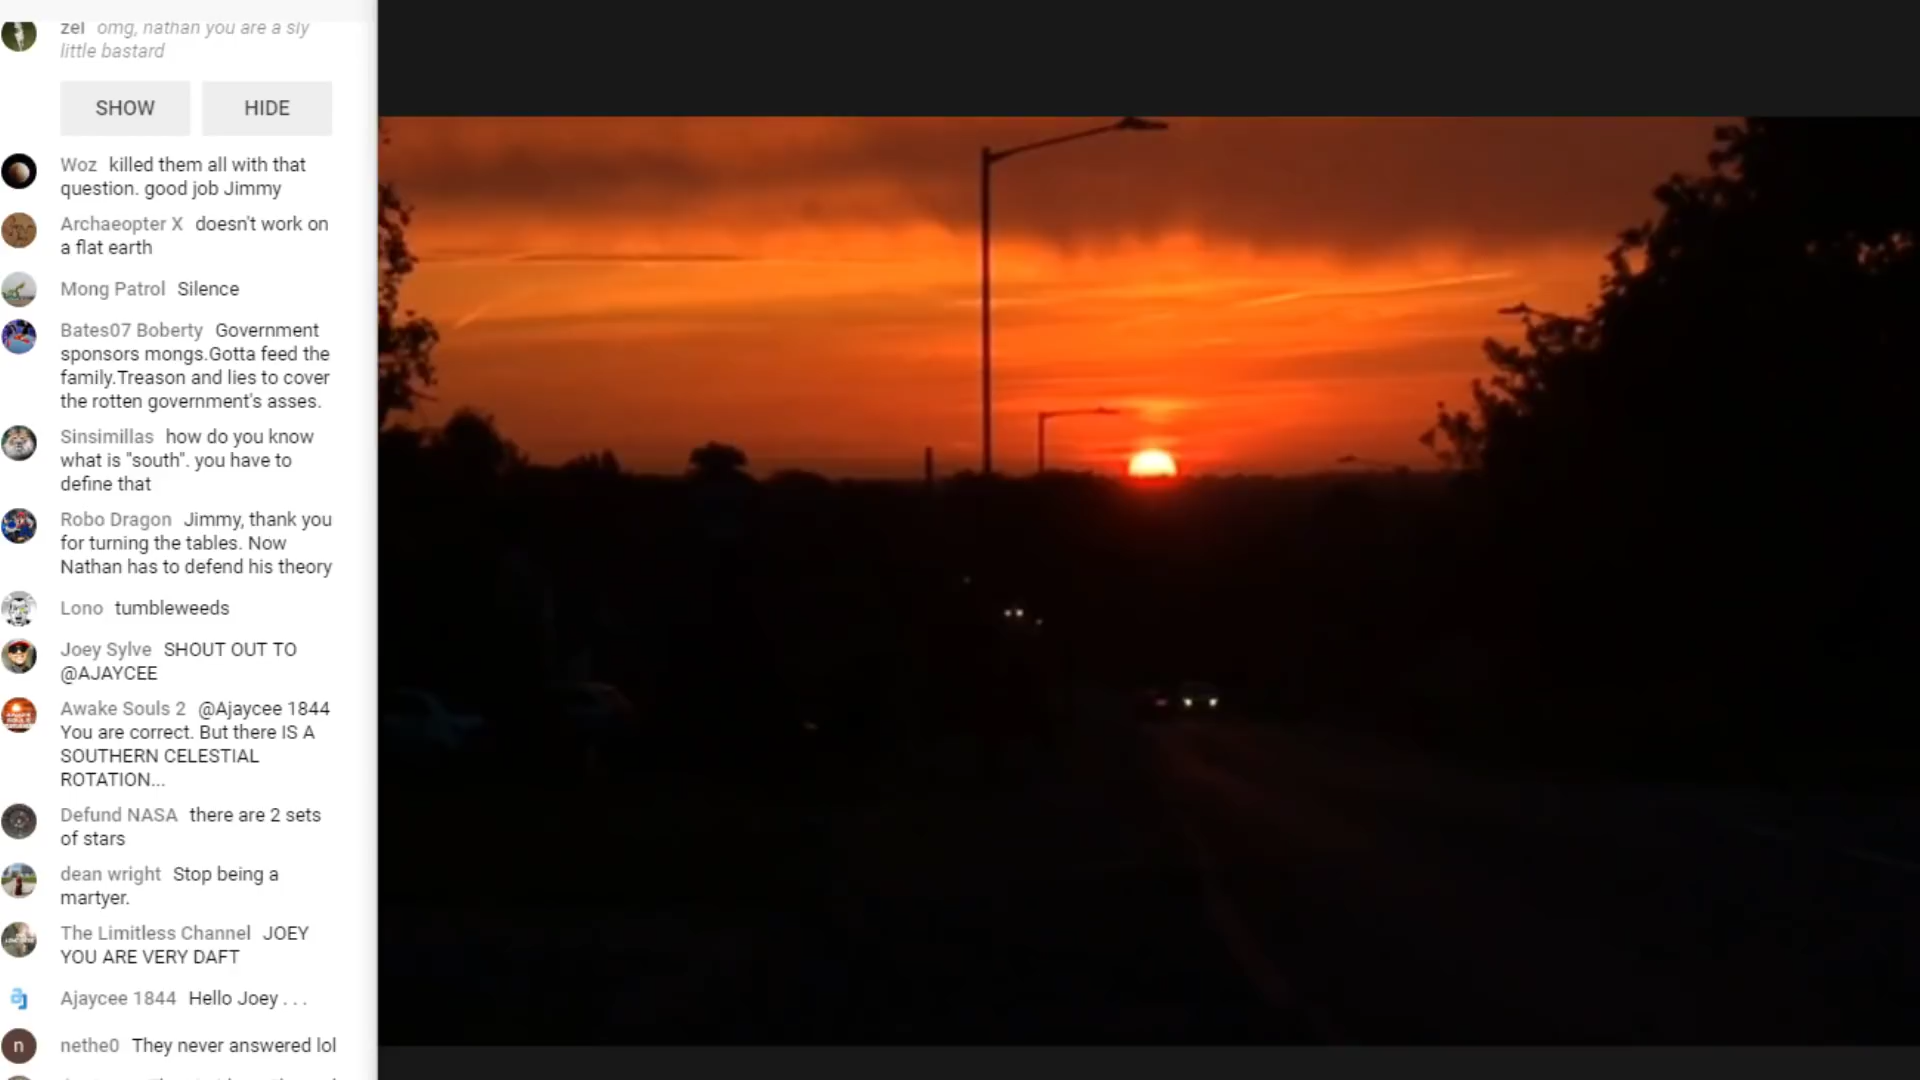 zel omg, nathan you are a sly
little bastard
SHOW HIDE
Woz killed them all with that
question. good job Jimmy
Archaeopter X doesn't work on
a flat earth
Mong Patrol Silence
Bates07 Boberty Government
sponsors mongs.Gotta feed the
family.Treason and lies to cover
the rotten government's asses.
Sinsimillas how do you know
what is "south". you have to
define that
Robo Dragon Jimmy, thank you
for turning the tables. Now
Nathan has to defend his theory
Lono tumbleweeds
Joey Sylve SHOUT OUT TO
@AJAYCEE
Awake Souls 2 @Ajaycee 1844
You are correct. But there IS A
SOUTHERN CELESTIAL
ROTATION...
Defund NASA there are 2 sets
of stars
dean wright Stop being a
martyer.
The Limitless Channel JOEY
YOU ARE VERY DAFT
Ajaycee 1844 Hello Joey . . .
n nethe0 They never answered lol